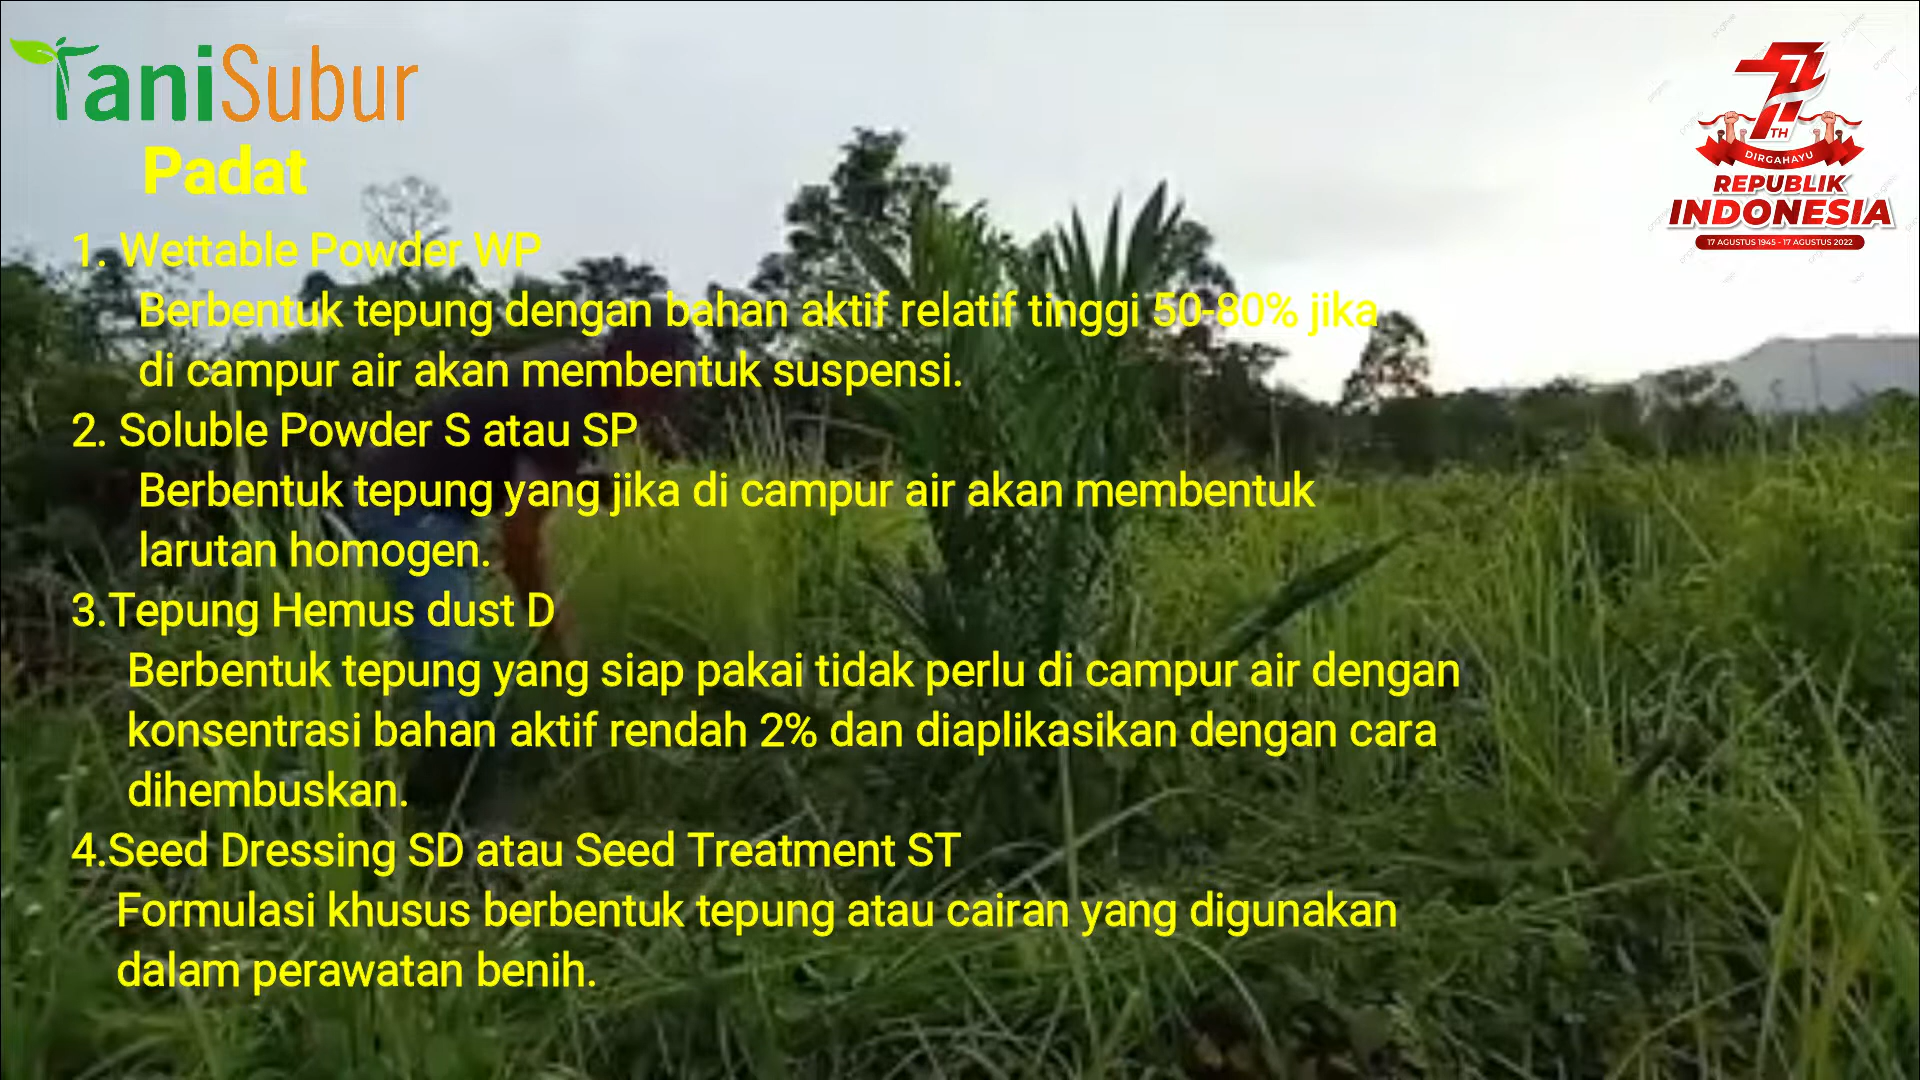 TaniSubur
Padat
1. Wettable Powder WP
Berbentuk tepung dengan bahan aktif relatif tinggi 50-80% jika
di campur air akan membentuk suspensi.
2. Soluble Powder S atau SP
Berbentuk tepung yang jika di campur air akan membentuk
larutan homogen.
3.Tepung Hemus dust D
Berbentuk tepung yang siap pakai tidak perlu di campur air dengan
konsentrasi bahan aktif rendah 2% dan diaplikasikan dengan cara
dihembuskan.
4.Seed Dressing SD atau Seed Treatment ST
Formulasi khusus berbentuk tepung atau cairan yang digunakan
dalam perawatan benih.
77
TH
DIRGAHAYU
REPUBLIK
INDONESIA
17 AGUSTUS 1945 - 17 AGUSTUS 2022